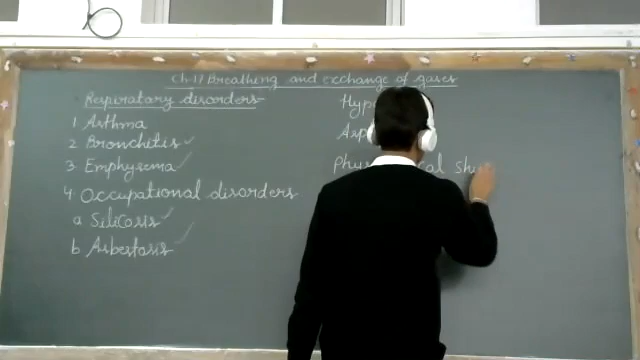 Ch 17 Breathing and exchange of gases
Respiratory disorders
1 Asthma
2 Bronchitis
3 Emphysema
4 Occupational disorders
a Silicosis
b Asbestosis